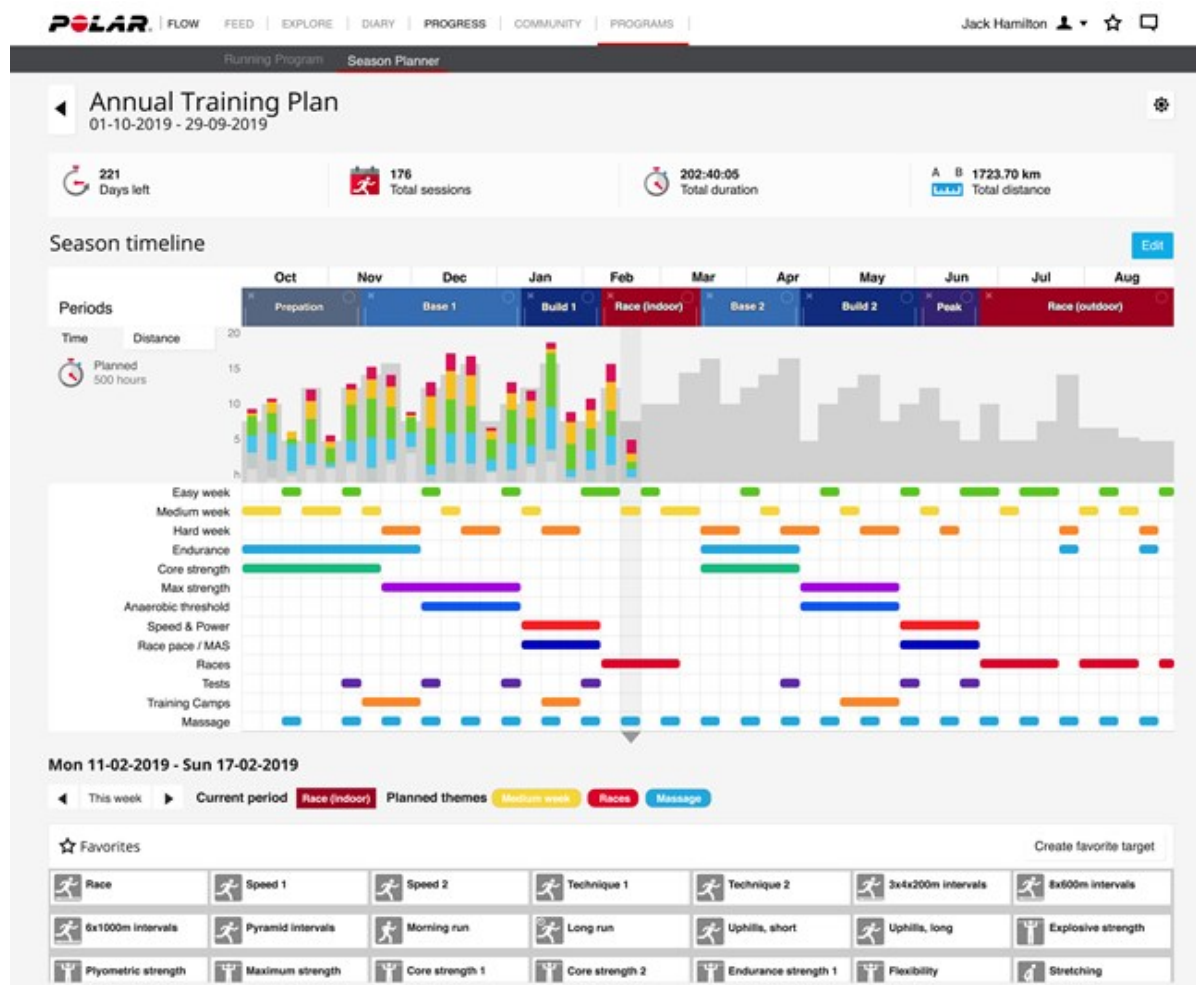 POLAR. FLOW FEED EXPLORE DIARY PROGRESS COMMUNITY PROGRAMS Jack Hamilton
Running Program Season Planner
Annual Training Plan
01-10-2019 - 29-09-2019
221 176 202:40:05 A B 1723.70 km
Days left Total sessions Total duration Total distance
Season timeline Edit
Oct Nov Dec Jan Feb Mar Apr May Jun Jul Aug
Periods Prepation Base 1 Build 1 Race (indoor) Base 2 Build 2 Peak Race (outdoor)
Time Distance 20
Planned 15
500 hours
10
5
h
Easy week
Medium week
Hard week
Endurance
Core strength
Max strength
Anaerobic threshold
Speed & Power
Race pace / MAS
Races
Tests
Training Camps
Massage
Mon 11-02-2019 - Sun 17-02-2019
This week Current period Race (indoor) Planned themes Medium week Races Massage
Favorites Create favorite target
Race Speed 1 Speed 2 Technique 1 Technique 2 3x4x200m intervals 8x600m intervals
6x1000m intervals Pyramid intervals Morning run Long run Uphills, short Uphills, long Explosive strength
Plyometric strength Maximum strength Core strength 1 Core strength 2 Endurance strength 1 Flexibility Stretching